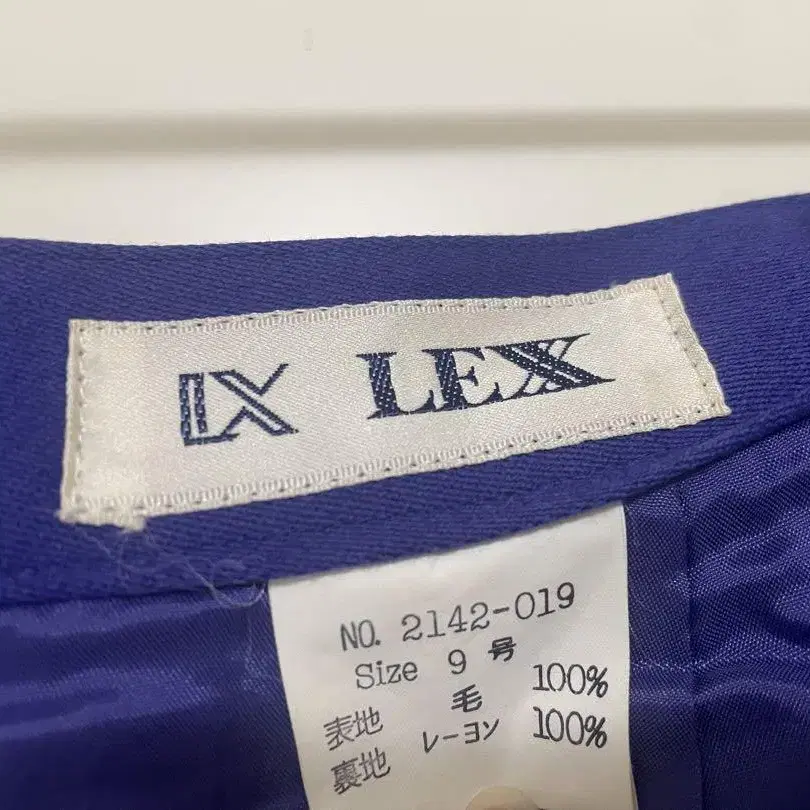 LX LEX
NO. 2142-019
Size 9 号
表地 毛 100%
裏地 レーヨン 100%